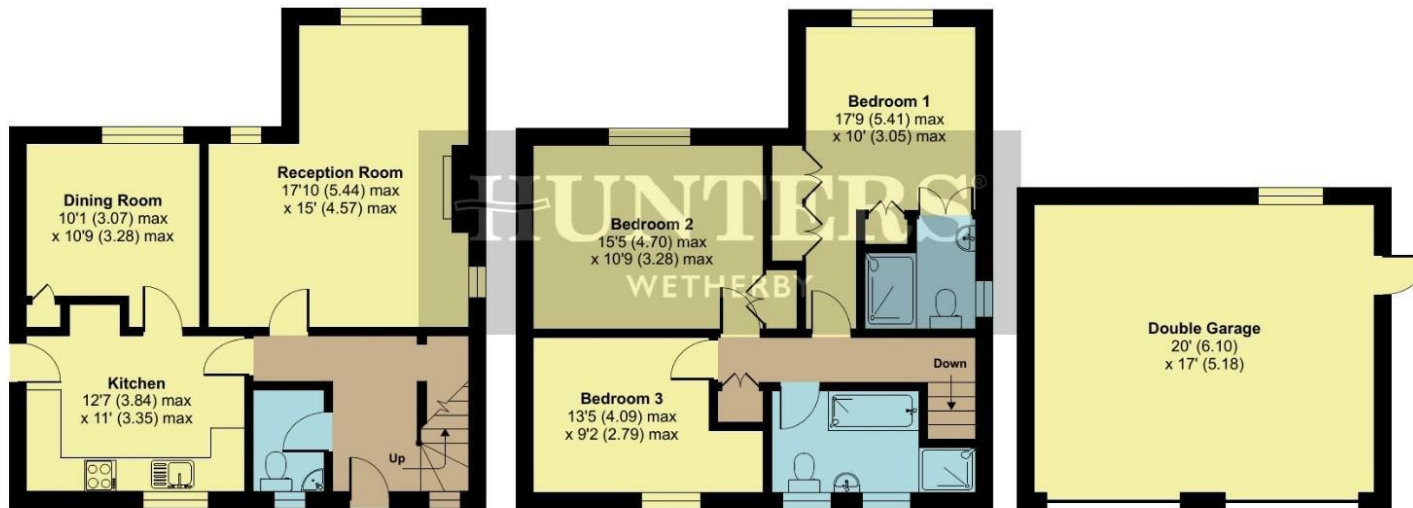 Reception Room
17'10 (5.44) max
x 15' (4.57) max
Dining Room
10'1 (3.07) max
x 10'9 (3.28) max
Kitchen
12'7 (3.84) max
x 11' (3.35) max
Up
Bedroom 1
17'9 (5.41) max
x 10' (3.05) max
Bedroom 2
15'5 (4.70) max
x 10'9 (3.28) max
Bedroom 3
13'5 (4.09) max
x 9'2 (2.79) max
Down
HUNTERS®
WETHERBY
Double Garage
20' (6.10)
x 17' (5.18)